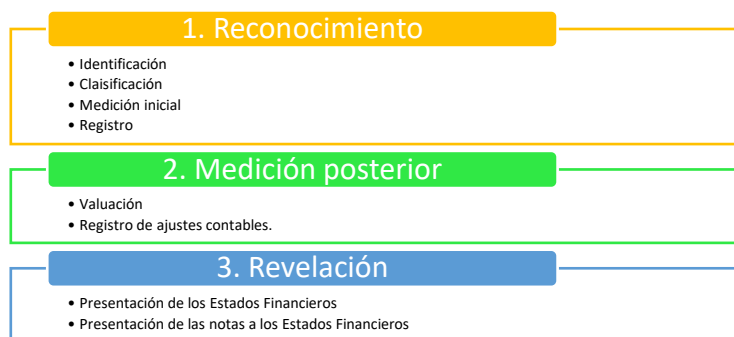 1. Reconocimiento
• Identificación
• Claisificación
• Medición inicial
• Registro
2. Medición posterior
• Valuación
• Registro de ajustes contables.
3. Revelación
• Presentación de los Estados Financieros
• Presentación de las notas a los Estados Financieros